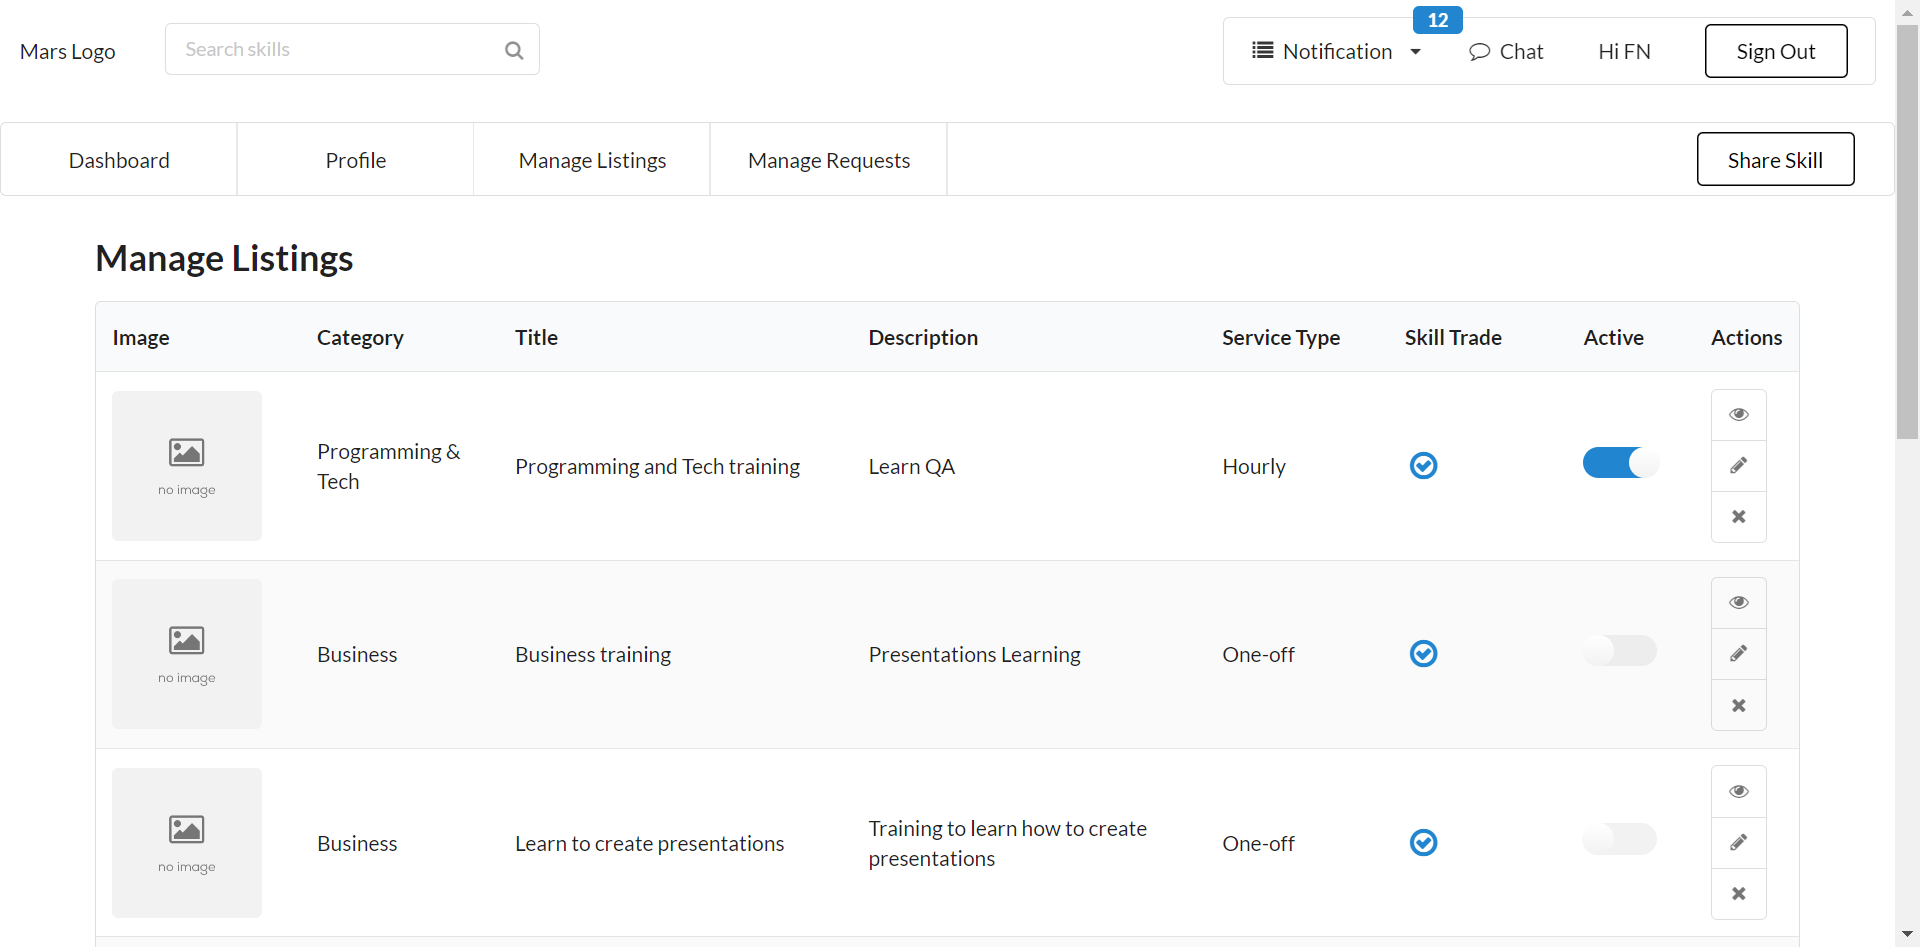 Mars Logo
Search skills
Notification
12
Chat
Hi FN
Sign Out
Dashboard
Profile
Manage Listings
Manage Requests
Share Skill
Manage Listings
Image
Category
Title
Description
Service Type
Skill Trade
Active
Actions
no image
Programming &
Tech
Programming and Tech training
Learn QA
Hourly
no image
Business
Business training
Presentations Learning
One-off
no image
Business
Learn to create presentations
Training to learn how to create
presentations
One-off